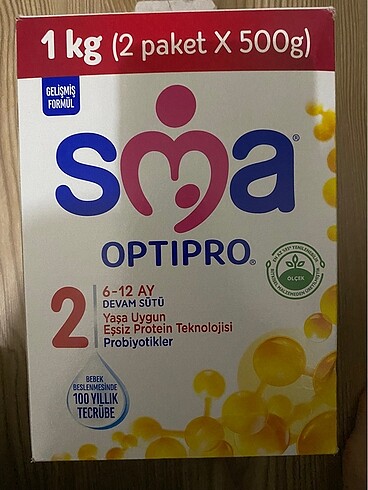 1 kg (2 paket X 500g)
GELİŞMİŞ
FORMÜL
sma®
OPTIPRO®
2
6-12 AY
DEVAM SÜTÜ
Yaşa Uygun
Eşsiz Protein Teknolojisi
Probiyotikler
ÖLÇEK
BEBEK
BESLENMESİNDE
100 YILLIK
TECRÜBE